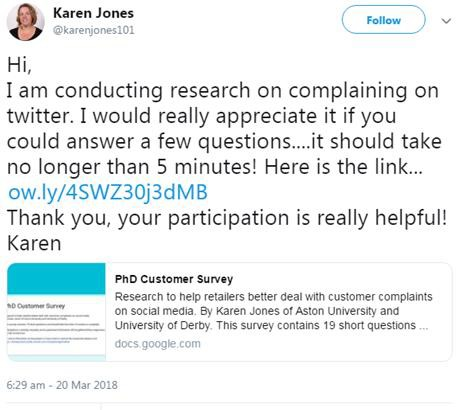 Karen Jones
@karenjones101
Follow
Hi,
I am conducting research on complaining on
twitter. I would really appreciate it if you
could answer a few questions....it should take
no longer than 5 minutes! Here is the link...
ow.ly/4SWZ30j3dMB
Thank you, your participation is really helpful!
Karen
PhD Customer Survey
Research to help retailers better deal with customer complaints
on social media. By Karen Jones of Aston University and
University of Derby. This survey contains 19 short questions ...
docs.google.com
6:29 am - 20 Mar 2018